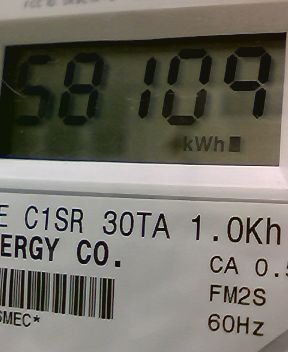 58109
kWh
E C1SR 30TA 1.0Kh
ERGY CO.
CA 0.5
FM2S
60Hz
SMEC*